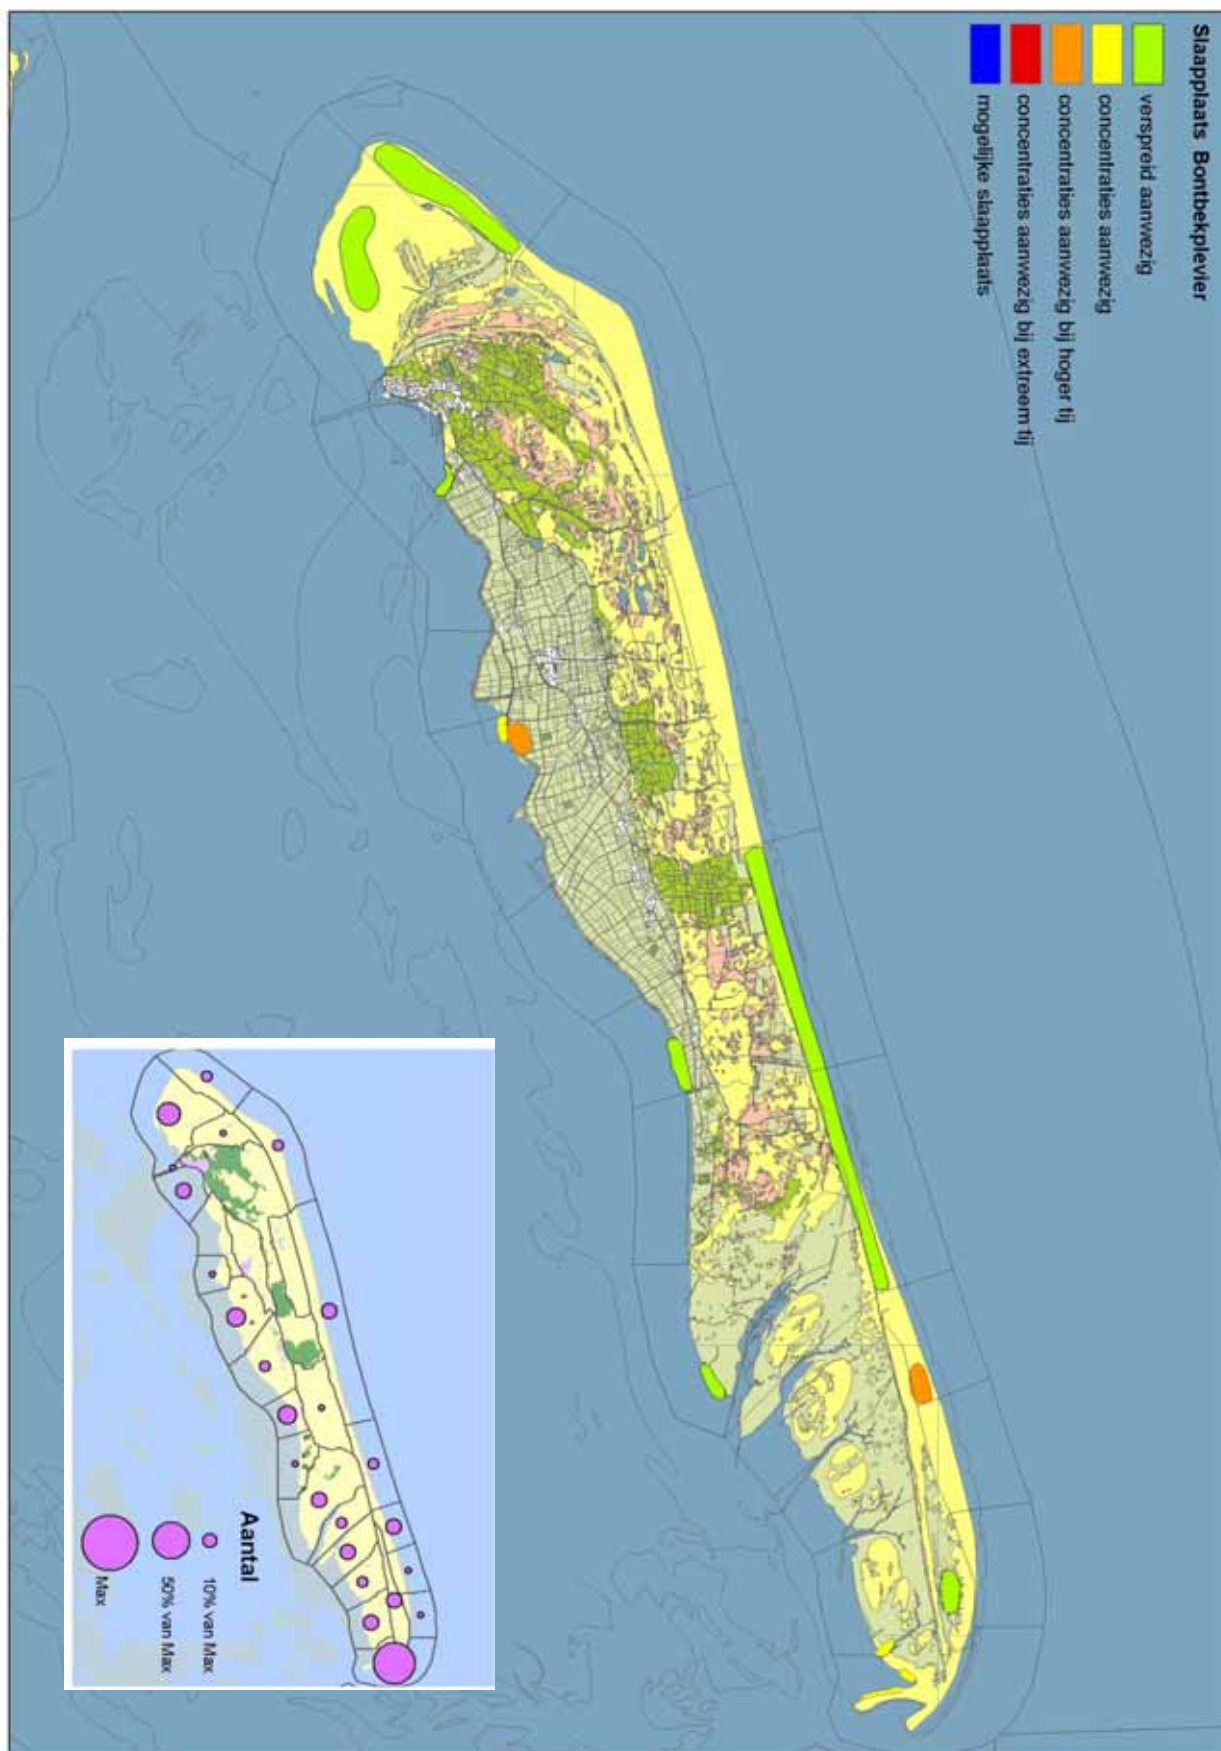 Slaapplaats Bontbekplevier
verspreid aanwezig
concentraties aanwezig
concentraties aanwezig bij hoger tij
concentraties aanwezig bij extreem tij
mogelijke slaapplaats
Aantal
10% van Max
50% van Max
Max